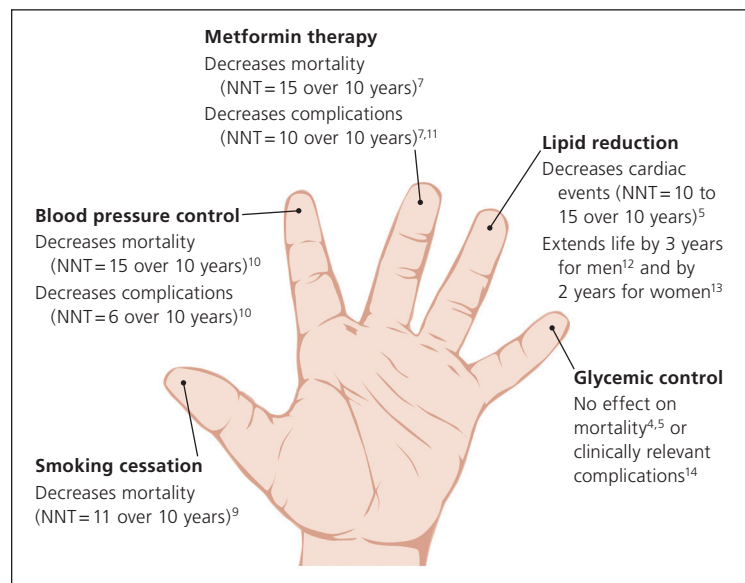 Metformin therapy
Decreases mortality
(NNT=15 over 10 years)⁷
Decreases complications
(NNT=10 over 10 years)⁷,¹¹
Lipid reduction
Decreases cardiac
events (NNT=10 to
15 over 10 years)⁵
Extends life by 3 years
for men¹² and by
2 years for women¹³
Blood pressure control
Decreases mortality
(NNT=15 over 10 years)¹⁰
Decreases complications
(NNT=6 over 10 years)¹⁰
Glycemic control
No effect on
mortality⁴,⁵ or
clinically relevant
complications¹⁴
Smoking cessation
Decreases mortality
(NNT=11 over 10 years)⁹